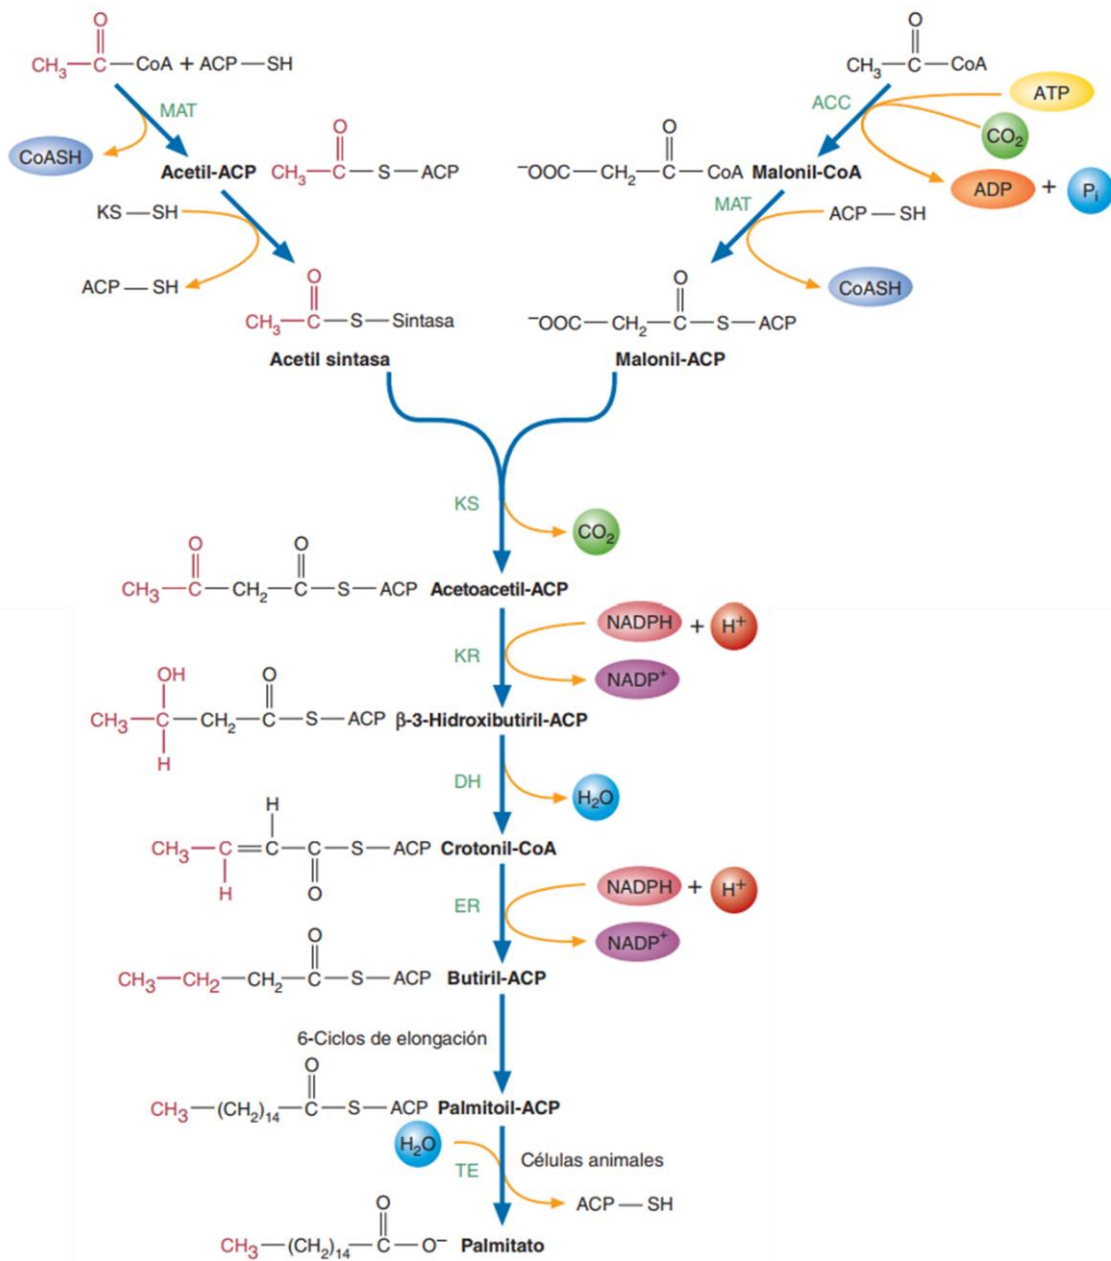 O
CH₃—C—CoA + ACP—SH
MAT
CoASH
Acetil-ACP
O
CH₃—C—S—ACP
KS—SH
ACP—SH
O
CH₃—C—S—Sintasa
Acetil sintasa
O
CH₃—C—CoA
ACC
ATP
CO₂
ADP + Pᵢ
O
⁻OOC—CH₂—C—CoA Malonil-CoA
MAT
ACP—SH
CoASH
O
⁻OOC—CH₂—C—S—ACP
Malonil-ACP
KS
CO₂
O O
CH₃—C—CH₂—C—S—ACP Acetoacetil-ACP
NADPH + H⁺
KR
NADP⁺
OH O
CH₃—C—CH₂—C—S—ACP β-3-Hidroxibutiril-ACP
H
DH
H₂O
H
CH₃—C=C—C—S—ACP Crotonil-CoA
H O
NADPH + H⁺
ER
NADP⁺
O
CH₃—CH₂—CH₂—C—S—ACP Butiril-ACP
6-Ciclos de elongación
O
CH₃—(CH₂)₁₄—C—S—ACP Palmitoil-ACP
H₂O
TE
Células animales
ACP—SH
O
CH₃—(CH₂)₁₄—C—O⁻ Palmitato